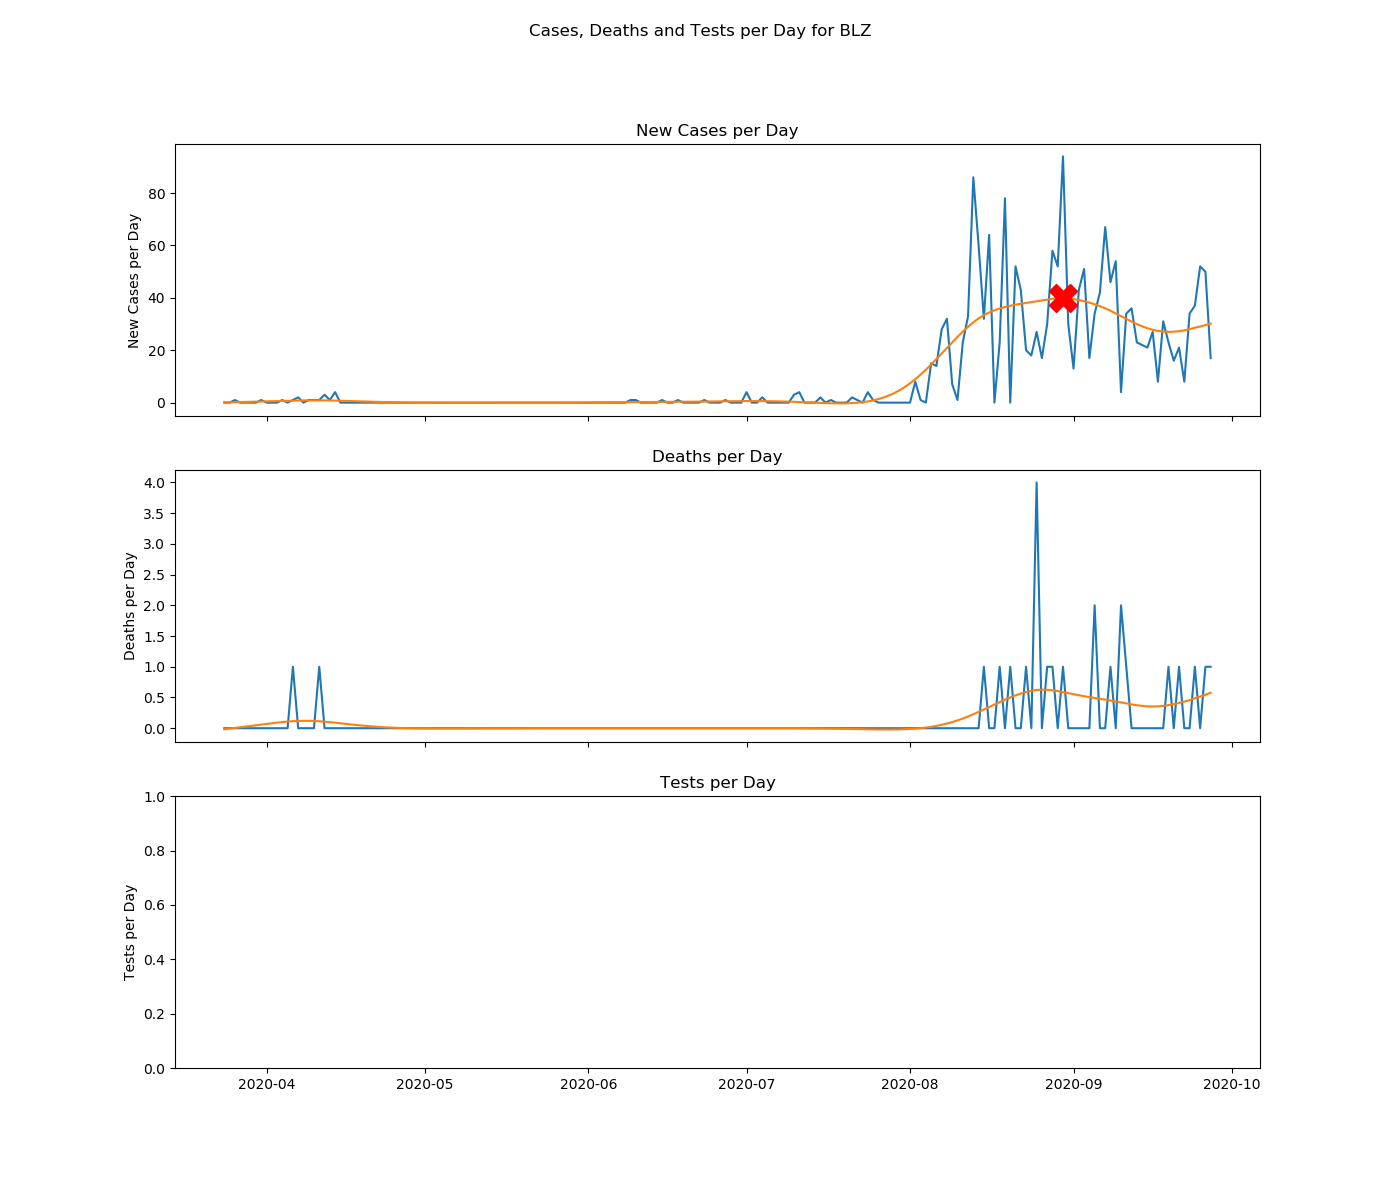 Cases, Deaths and Tests per Day for BLZ
New Cases per Day
New Cases per Day
80
60
40
20
0
Deaths per Day
Deaths per Day
4.0
3.5
3.0
2.5
2.0
1.5
1.0
0.5
0.0
Tests per Day
Tests per Day
1.0
0.8
0.6
0.4
0.2
0.0
2020-04 2020-05 2020-06 2020-07 2020-08 2020-09 2020-10